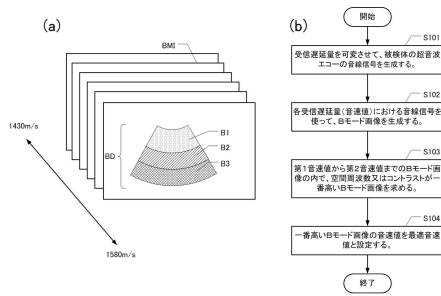 (a)
BMI
1430m/s
BD
B1
B2
B3
1580m/s
(b)
開始
S101
受信遅延量を可変させて、被検体の超音波
エコーの音線信号を生成する。
S102
各受信遅延量(音速値)における音線信号を
使って、Bモード画像を生成する。
S103
第1音速値から第2音速値までのBモード画
像の内で、空間周波数又はコントラストが一
番高いBモード画像を求める。
S104
一番高いBモード画像の音速値を最適音速
値と設定する。
終了